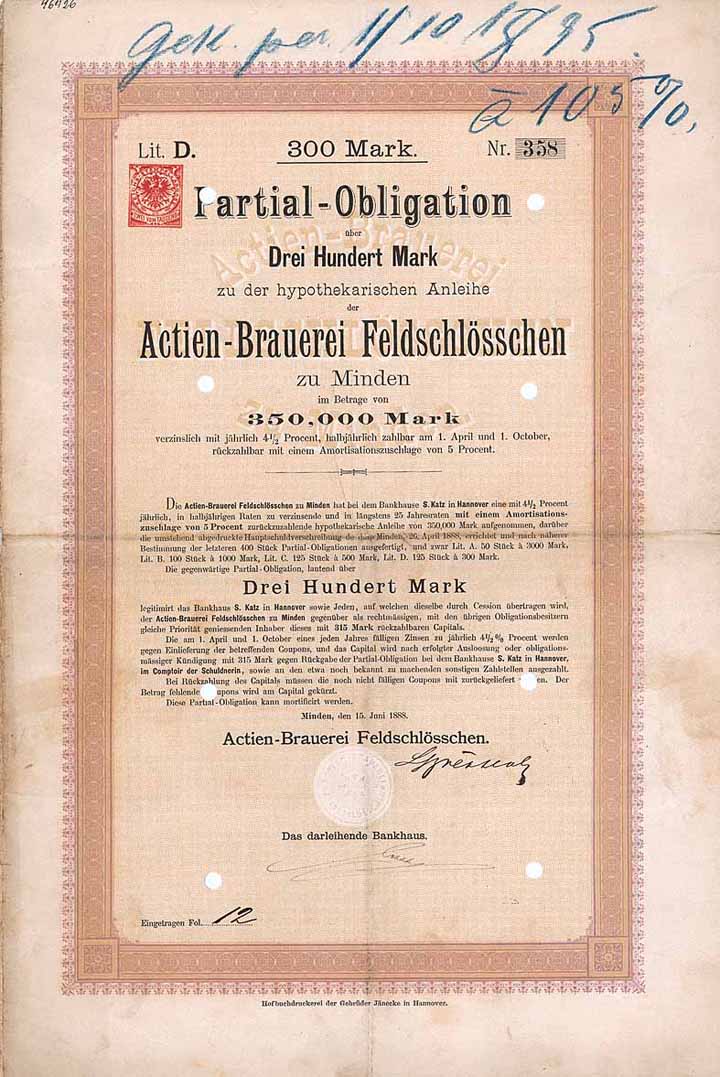 46426
gek. per 1/10 1895.
à 105%.
Lit. D.
300 Mark.
Nr. 358
Partial-Obligation
über
Drei Hundert Mark
zu der hypothekarischen Anleihe
der
Actien-Brauerei Feldschlösschen
zu Minden
im Betrage von
350,000 Mark
verzinslich mit jährlich 4½ Procent, halbjährlich zahlbar am 1. April und 1. October,
rückzahlbar mit einem Amortisationszuschlage von 5 Procent.
Die Actien-Brauerei Feldschlösschen zu Minden hat bei dem Bankhause S. Katz in Hannover eine mit 4½ Procent
jährlich, in halbjährigen Raten zu verzinsende und in längstens 25 Jahresraten mit einem Amortisations-
zuschlage von 5 Procent zurückzuzahlende hypothekarische Anleihe von 350,000 Mark aufgenommen, darüber
die umstehend abgedruckte Hauptschuldverschreibung de dato Minden, 26. April 1888, errichtet und nach näherer
Bestimmung der letzteren 400 Stück Partial-Obligationen ausgefertigt, und zwar Lit. A. 50 Stück à 3000 Mark,
Lit. B. 100 Stück à 1000 Mark, Lit. C. 125 Stück à 500 Mark, Lit. D. 125 Stück à 300 Mark.
Die gegenwärtige Partial-Obligation, lautend über
Drei Hundert Mark
legitimirt das Bankhaus S. Katz in Hannover sowie Jeden, auf welchen dieselbe durch Cession übertragen wird,
der Actien-Brauerei Feldschlösschen zu Minden gegenüber als rechtmässigen, mit den übrigen Obligationsbesitzern
gleiche Priorität geniessenden Inhaber dieses mit 315 Mark rückzahlbaren Capitals.
Die am 1. April und 1. October eines jeden Jahres fälligen Zinsen zu jährlich 4½% Procent werden
gegen Einlieferung der betreffenden Coupons, und das Capital wird nach erfolgter Ausloosung oder obligations-
mässiger Kündigung mit 315 Mark gegen Rückgabe der Partial-Obligation bei dem Bankhause S. Katz in Hannover,
im Comptoir der Schuldnerin, sowie an den etwa noch bekannt zu machenden sonstigen Zahlstellen ausgezahlt.
Bei Rückzahlung des Capitals müssen die noch nicht fälligen Coupons mit zurückgeliefert en. Der
Betrag fehlende upons wird am Capital gekürzt.
Diese Partial-Obligation kann mortificirt werden.
Minden, den 15. Juni 1888.
Actien-Brauerei Feldschlösschen.
Das darleihende Bankhaus.
Eingetragen Fol. 12
Hofbuchdruckerei der Gebrüder Jänecke in Hannover.